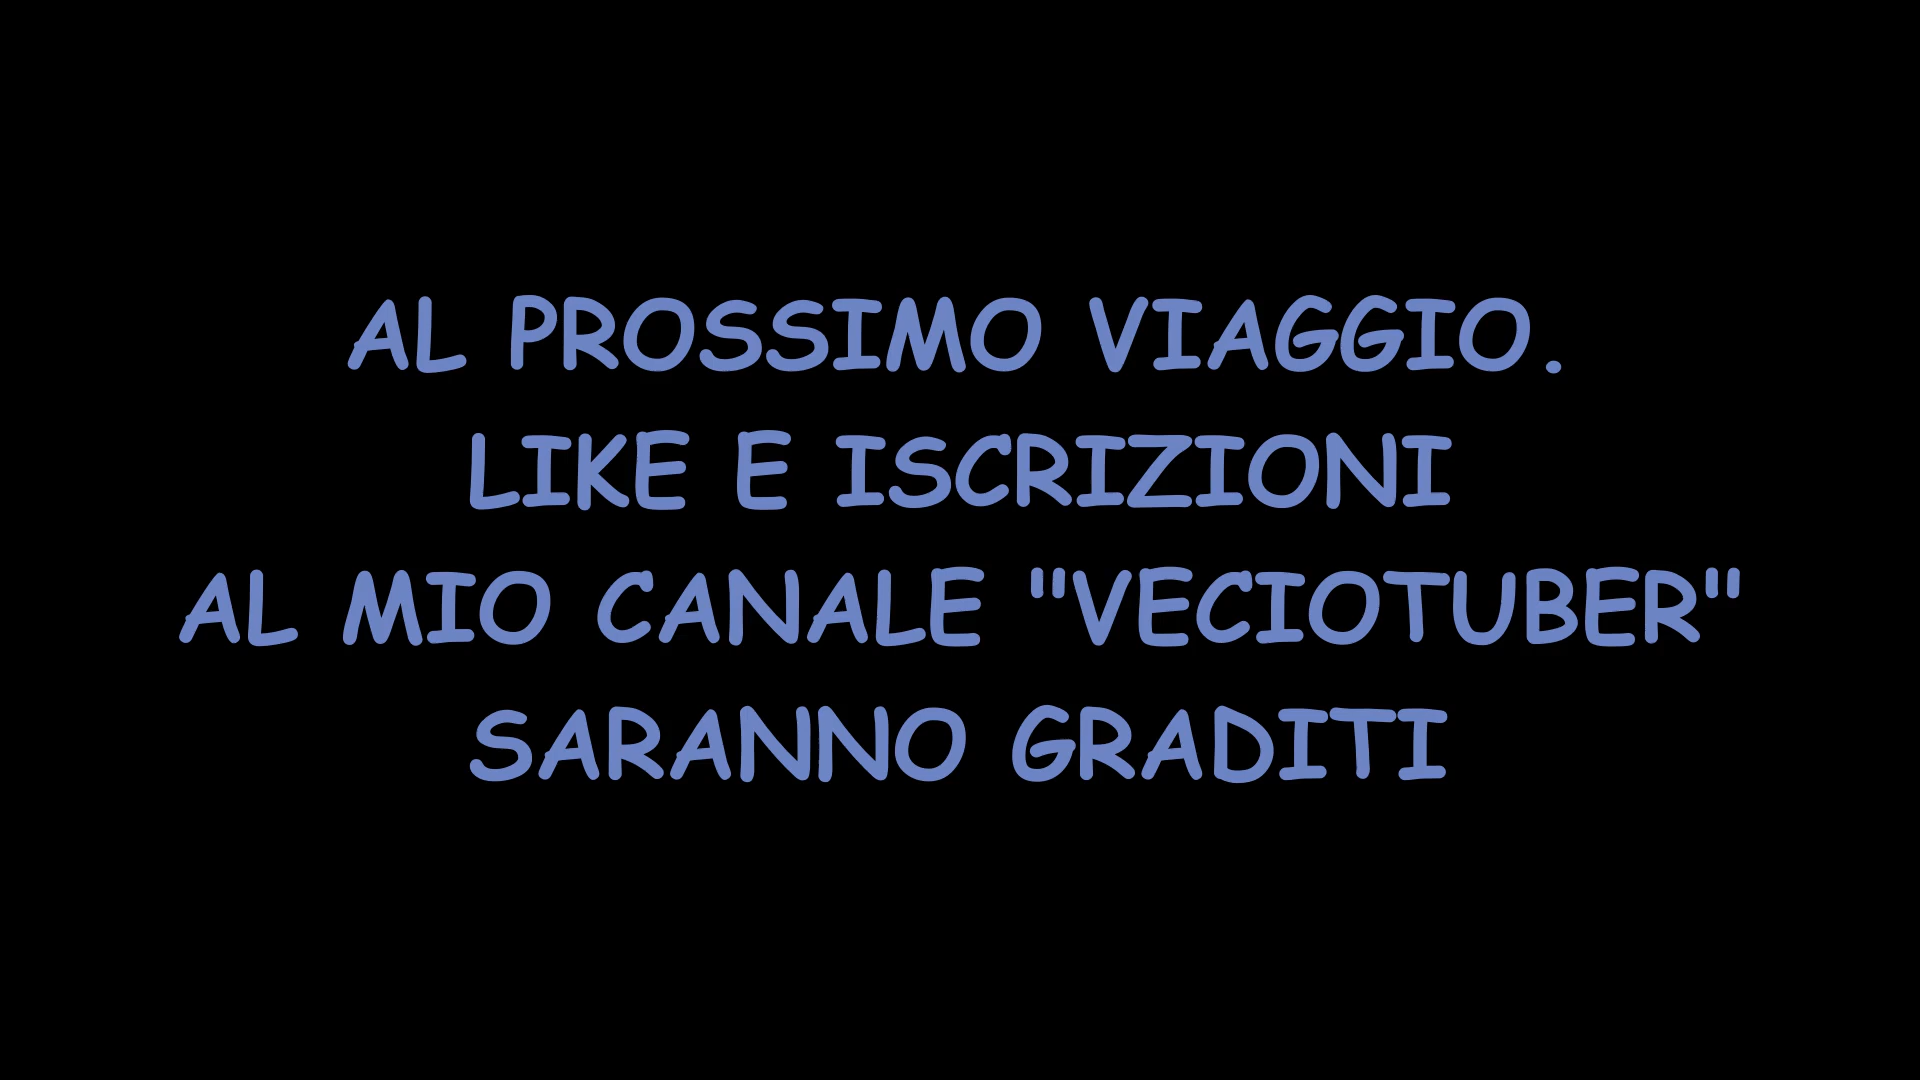 AL PROSSIMO VIAGGIO.
LIKE E ISCRIZIONI
AL MIO CANALE "VECIOTUBER"
SARANNO GRADITI